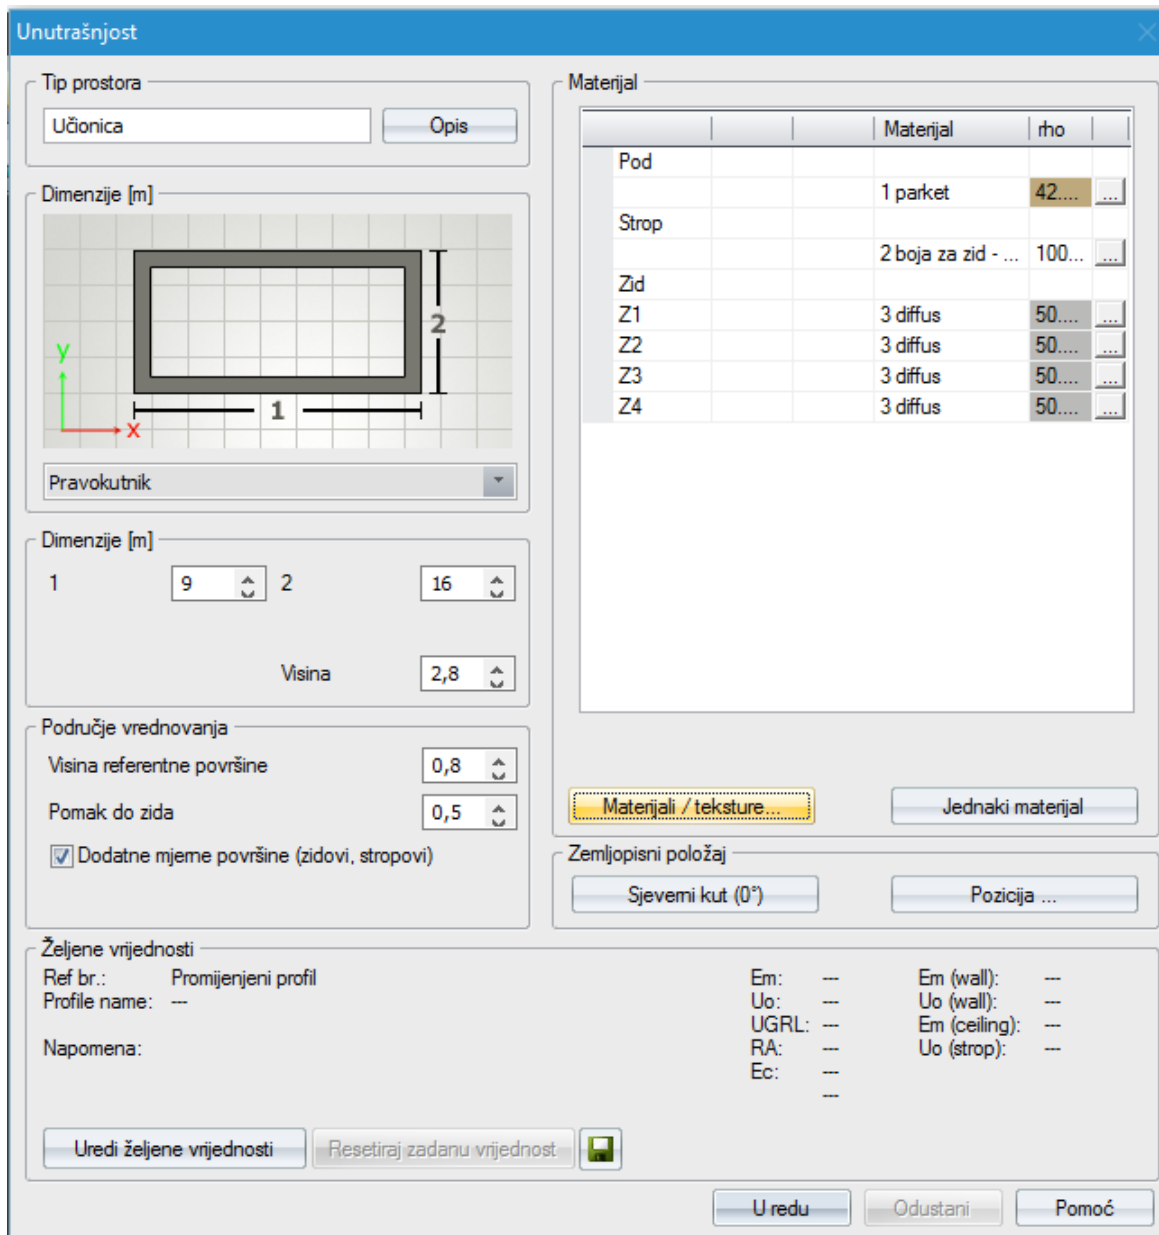 Unutrašnjost
Tip prostora
Učionica
Opis
Dimenzije [m]
2
y
1
x
Pravokutnik
Dimenzije [m]
1 9 2 16
Visina 2,8
Područje vrednovanja
Visina referentne površine 0,8
Pomak do zida 0,5
Dodatne mjerne površine (zidovi, stropovi)
Materijal
Materijal rho
Pod
1 parket 42.... ...
Strop
2 boja za zid - ... 100... ...
Zid
Z1 3 diffus 50.... ...
Z2 3 diffus 50.... ...
Z3 3 diffus 50.... ...
Z4 3 diffus 50.... ...
Materijali / teksture...
Jednaki materijal
Zemljopisni položaj
Sjeverni kut (0°)
Pozicija ...
Željene vrijednosti
Ref br.: Promijenjeni profil
Profile name: ---
Napomena:
Em: ---
Uo: ---
UGRL: ---
RA: ---
Ec: ---
---
Em (wall): ---
Uo (wall): ---
Em (ceiling): ---
Uo (strop): ---
Uredi željene vrijednosti
Resetiraj zadanu vrijednost
U redu
Odustani
Pomoć